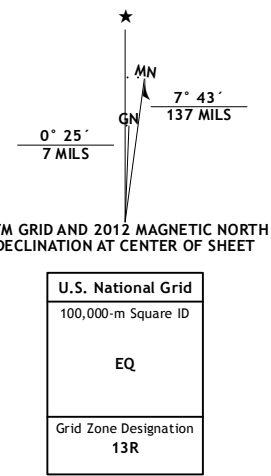 ★
MN
GN
7° 43´
137 MILS
0° 25´
7 MILS
TM GRID AND 2012 MAGNETIC NORTH
DECLINATION AT CENTER OF SHEET
U.S. National Grid
100,000-m Square ID
EQ
Grid Zone Designation
13R